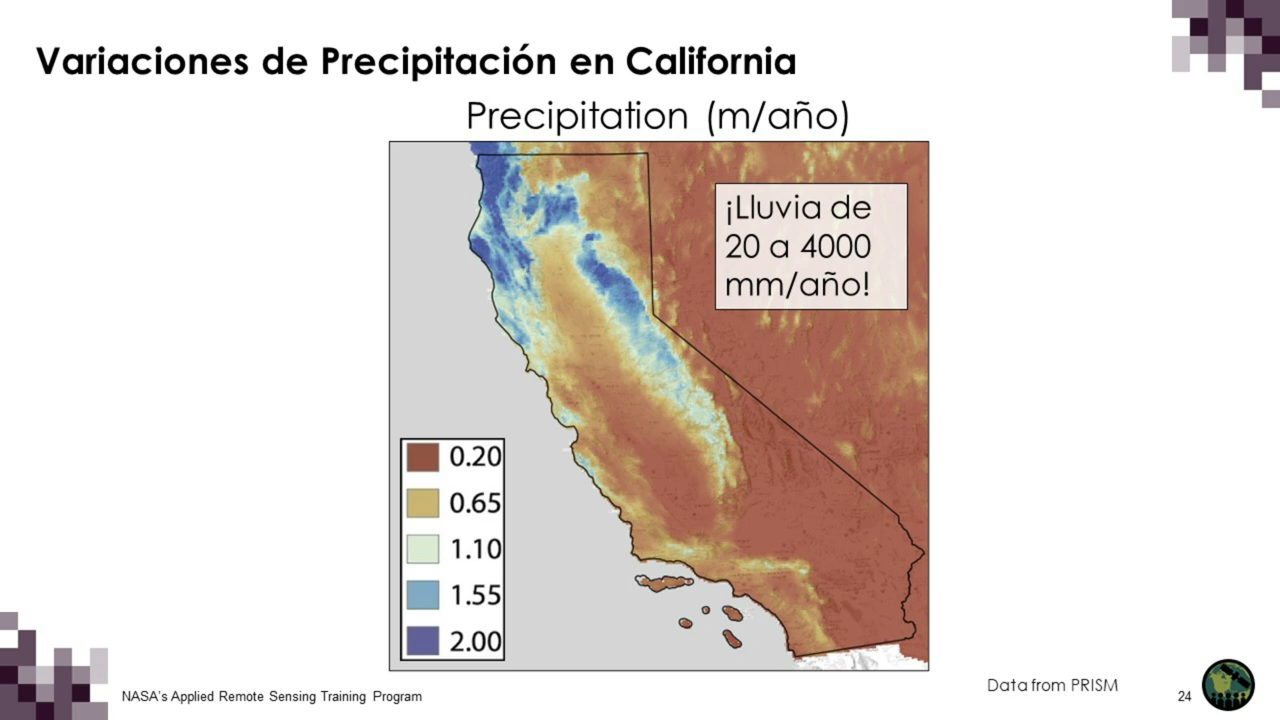 Variaciones de Precipitación en California
Precipitation (m/año)
¡Lluvia de
20 a 4000
mm/año!
0.20
0.65
1.10
1.55
2.00
Data from PRISM
NASA's Applied Remote Sensing Training Program
24